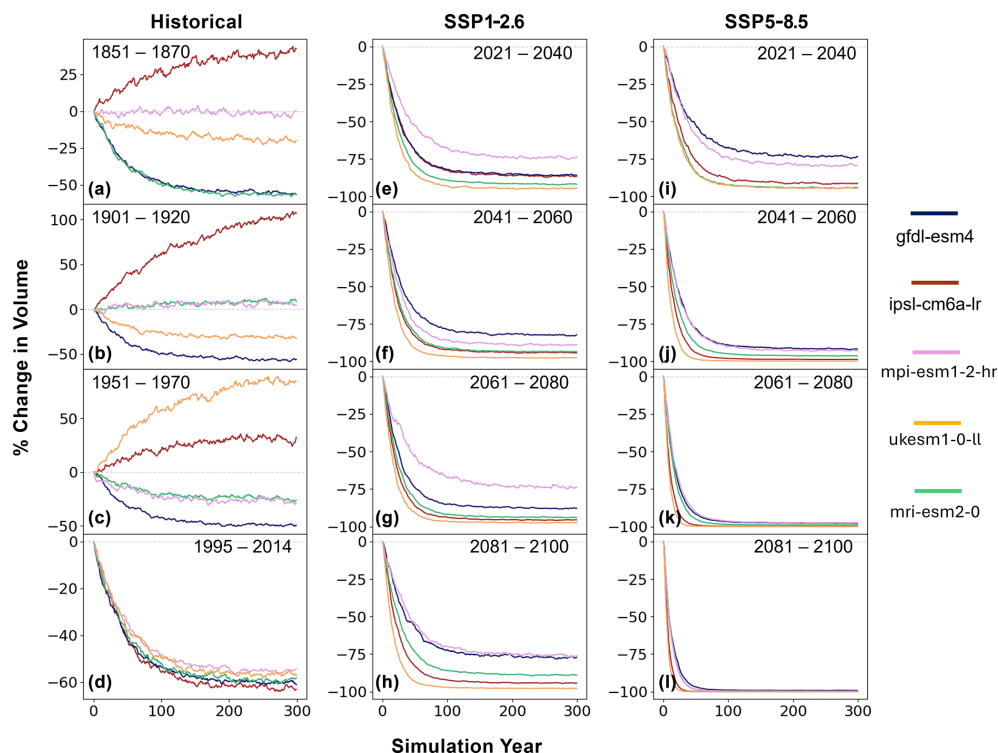 Historical
SSP1-2.6
SSP5-8.5
% Change in Volume
1851 – 1870
25
0
−25
−50
(a)
2021 – 2040
0
−25
−50
−75
−100
(e)
2021 – 2040
0
−25
−50
−75
−100
(i)
1901 – 1920
100
50
0
−50
(b)
2041 – 2060
0
−25
−50
−75
−100
(f)
2041 – 2060
0
−25
−50
−75
−100
(j)
1951 – 1970
50
0
−50
(c)
2061 – 2080
0
−25
−50
−75
−100
(g)
2061 – 2080
0
−25
−50
−75
−100
(k)
1995 – 2014
0
−20
−40
−60
(d)
0 100 200 300
2081 – 2100
0
−25
−50
−75
−100
(h)
0 100 200 300
2081 – 2100
0
−25
−50
−75
−100
(l)
0 100 200 300
Simulation Year
gfdl-esm4
ipsl-cm6a-lr
mpi-esm1-2-hr
ukesm1-0-ll
mri-esm2-0